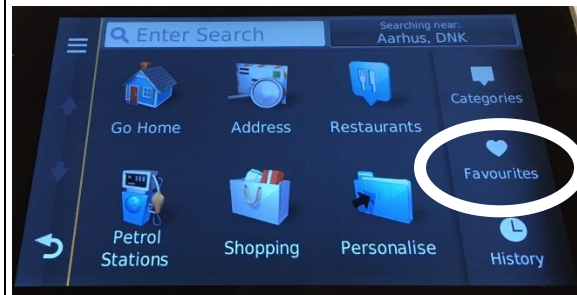 Enter Search
Searching near:
Aarhus, DNK
Categories
Go Home
Address
Restaurants
Favourites
Petrol
Stations
Shopping
Personalise
History